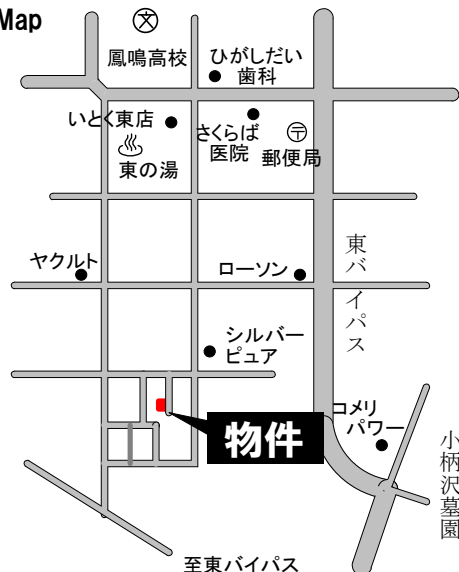 Map
文
鳳鳴高校
ひがしだい
歯科
いとく東店
さくらば
医院
〒
郵便局
東の湯
ヤクルト
ローソン
東バイパス
シルバー
ピュア
物件
コメリ
パワー
小柄沢墓園
至東バイパス